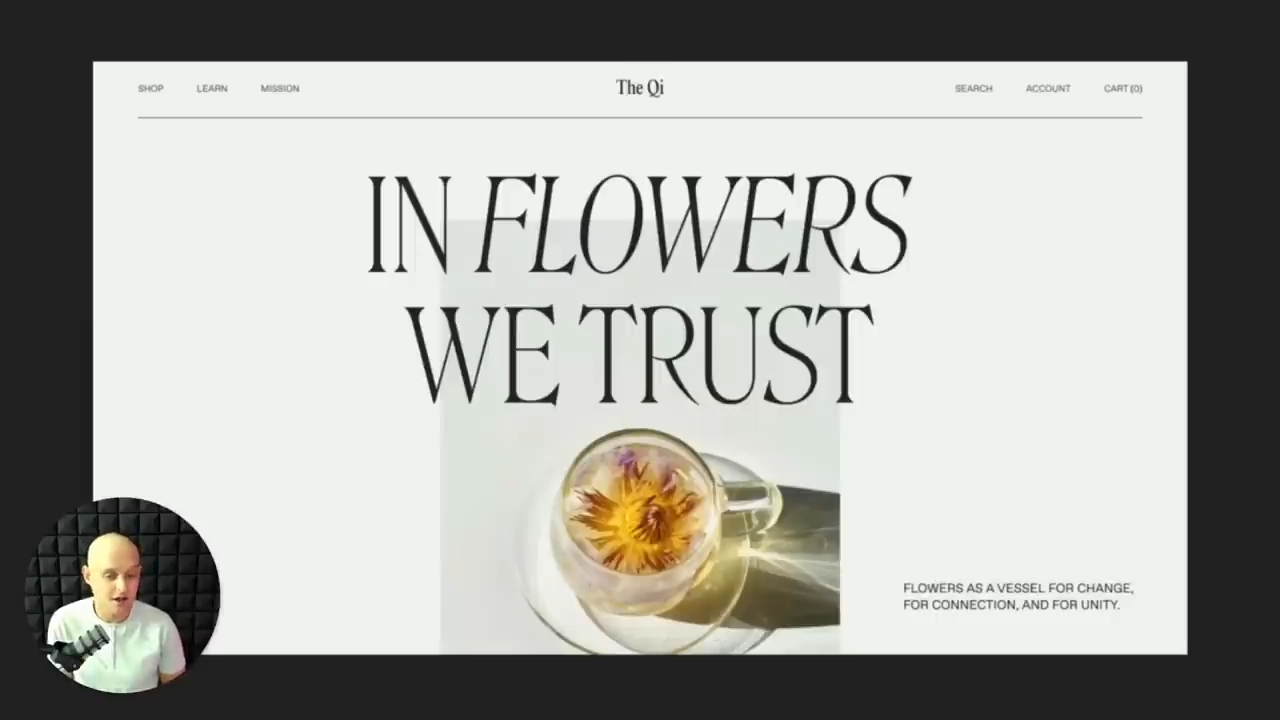 SHOP LEARN MISSION The Qi SEARCH ACCOUNT CART (0)
IN FLOWERS
WE TRUST
FLOWERS AS A VESSEL FOR CHANGE,
FOR CONNECTION, AND FOR UNITY.